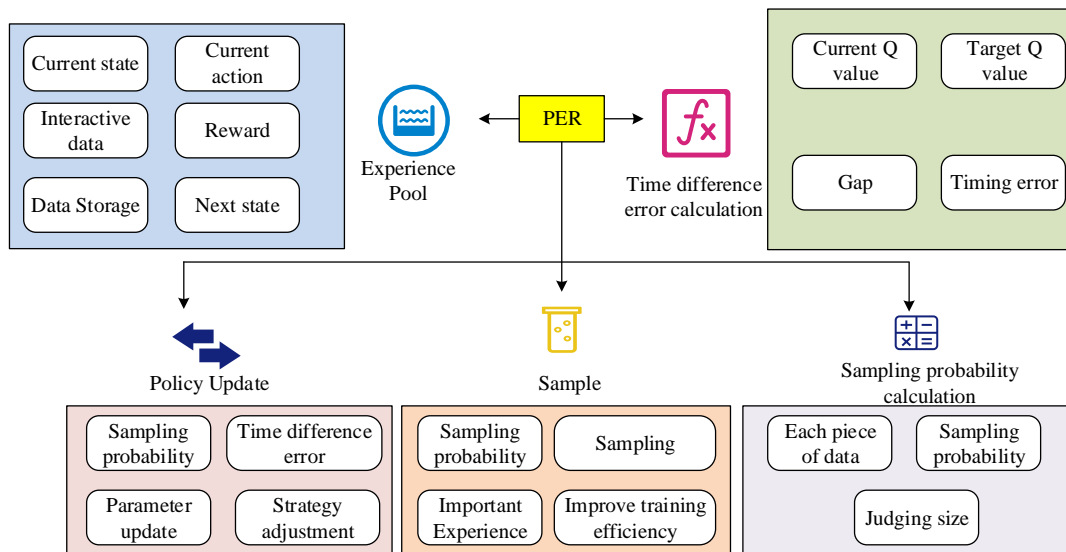 Current state
Current
action
Interactive
data
Reward
Data Storage
Next state
Experience
Pool
PER
Time difference
error calculation
Current Q
value
Target Q
value
Gap
Timing error
Policy Update
Sample
Sampling probability
calculation
Sampling
probability
Time difference
error
Parameter
update
Strategy
adjustment
Sampling
probability
Sampling
Important
Experience
Improve training
efficiency
Each piece
of data
Sampling
probability
Judging size